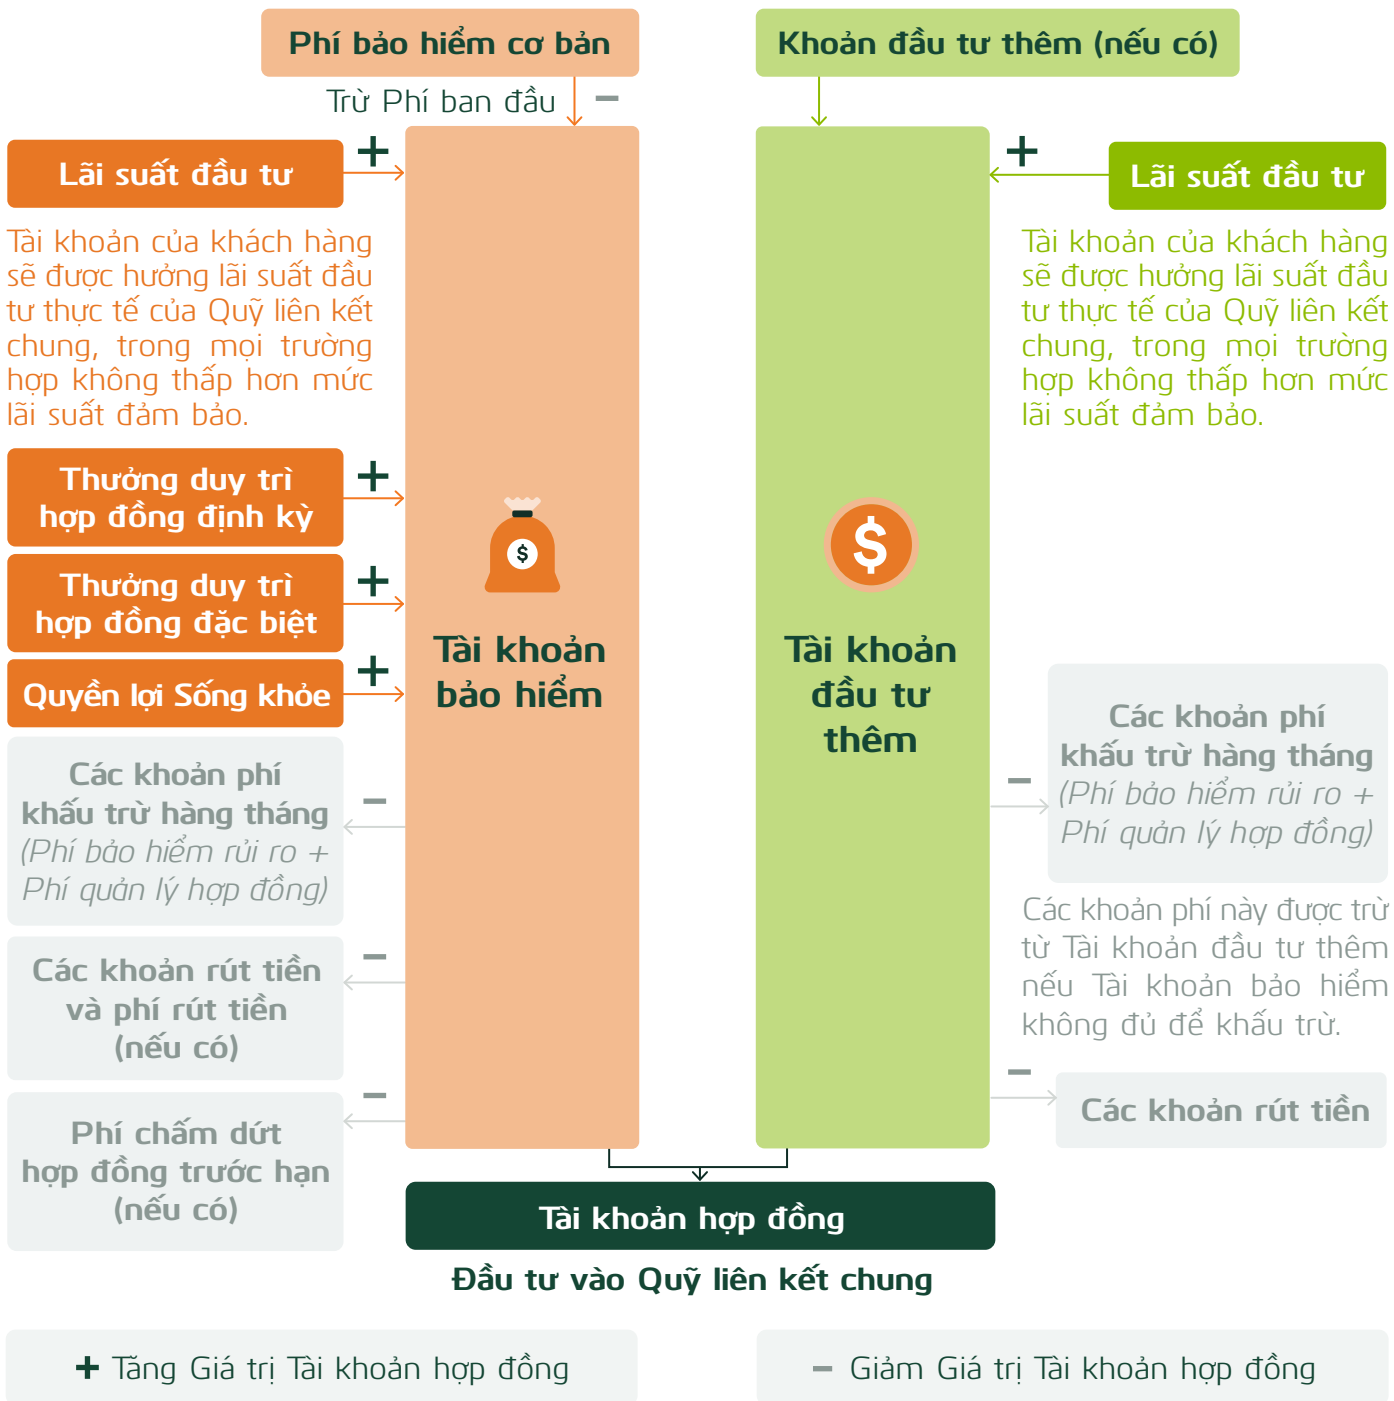 Phí bảo hiểm cơ bản
Khoản đầu tư thêm (nếu có)
Trừ Phí ban đầu
−
+
Lãi suất đầu tư
Tài khoản của khách hàng
sẽ được hưởng lãi suất đầu
tư thực tế của Quỹ liên kết
chung, trong mọi trường
hợp không thấp hơn mức
lãi suất đảm bảo.
+
Thưởng duy trì
hợp đồng định kỳ
+
Thưởng duy trì
hợp đồng đặc biệt
+
Quyền lợi Sống khỏe
Các khoản phí
khấu trừ hàng tháng
(Phí bảo hiểm rủi ro +
Phí quản lý hợp đồng)
−
Các khoản rút tiền
và phí rút tiền
(nếu có)
−
Phí chấm dứt
hợp đồng trước hạn
(nếu có)
−
$
Tài khoản
bảo hiểm
$
Tài khoản
đầu tư
thêm
+
Lãi suất đầu tư
Tài khoản của khách hàng
sẽ được hưởng lãi suất đầu
tư thực tế của Quỹ liên kết
chung, trong mọi trường
hợp không thấp hơn mức
lãi suất đảm bảo.
−
Các khoản phí
khấu trừ hàng tháng
(Phí bảo hiểm rủi ro +
Phí quản lý hợp đồng)
Các khoản phí này được trừ
từ Tài khoản đầu tư thêm
nếu Tài khoản bảo hiểm
không đủ để khấu trừ.
−
Các khoản rút tiền
Tài khoản hợp đồng
Đầu tư vào Quỹ liên kết chung
+ Tăng Giá trị Tài khoản hợp đồng
− Giảm Giá trị Tài khoản hợp đồng